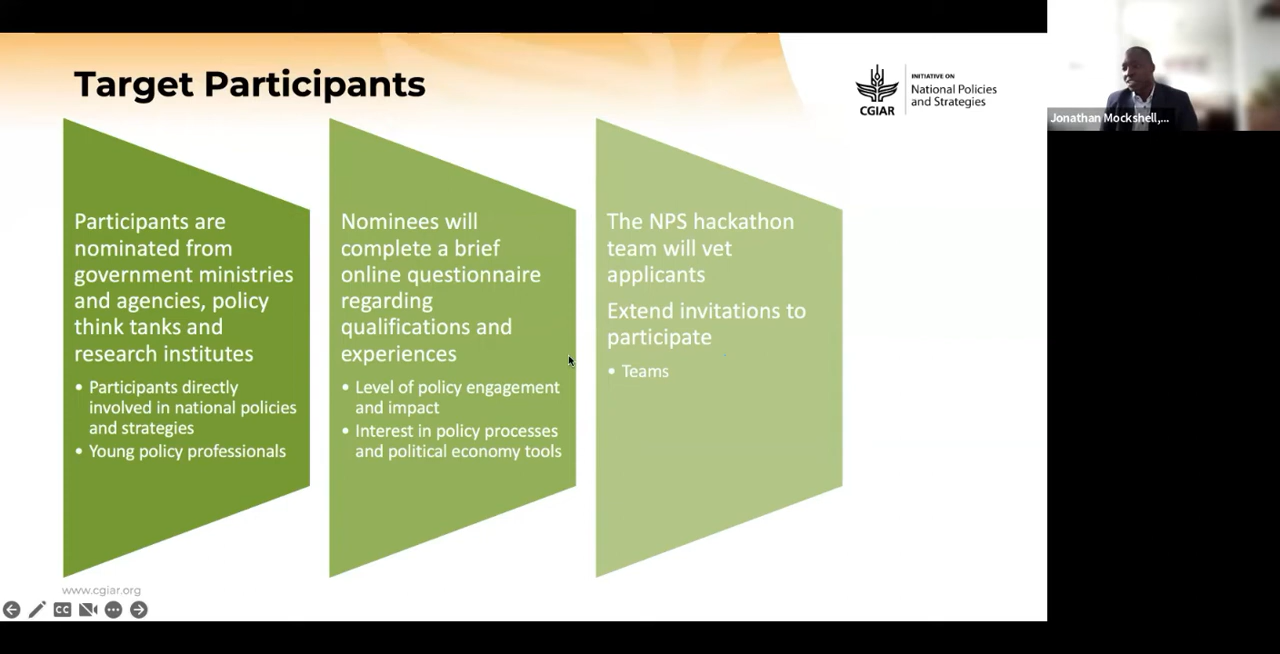 Target Participants
CGIAR
INITIATIVE ON
National Policies
and Strategies
Jonathan Mockshell,...
Participants are
nominated from
government ministries
and agencies, policy
think tanks and
research institutes
• Participants directly
involved in national policies
and strategies
• Young policy professionals
Nominees will
complete a brief
online questionnaire
regarding
qualifications and
experiences
• Level of policy engagement
and impact
• Interest in policy processes
and political economy tools
The NPS hackathon
team will vet
applicants
Extend invitations to
participate
• Teams
www.cgiar.org
CC